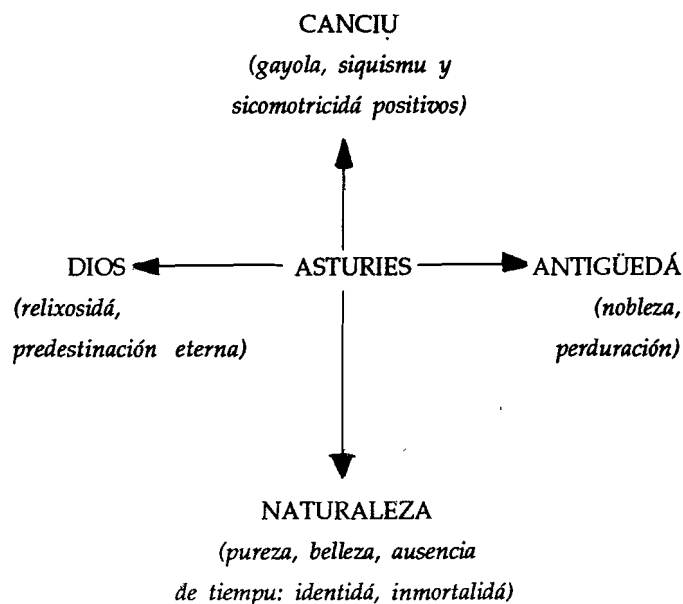 CANCIỤ
(gayola, siquismu y
sicomotricidá positivos)
DIOS ASTURIES ANTIGÜEDÁ
(relixosidá, (nobleza,
predestinación eterna) perduración)
NATURALEZA
(pureza, belleza, ausencia
de tiempu: identidá, inmortalidá)